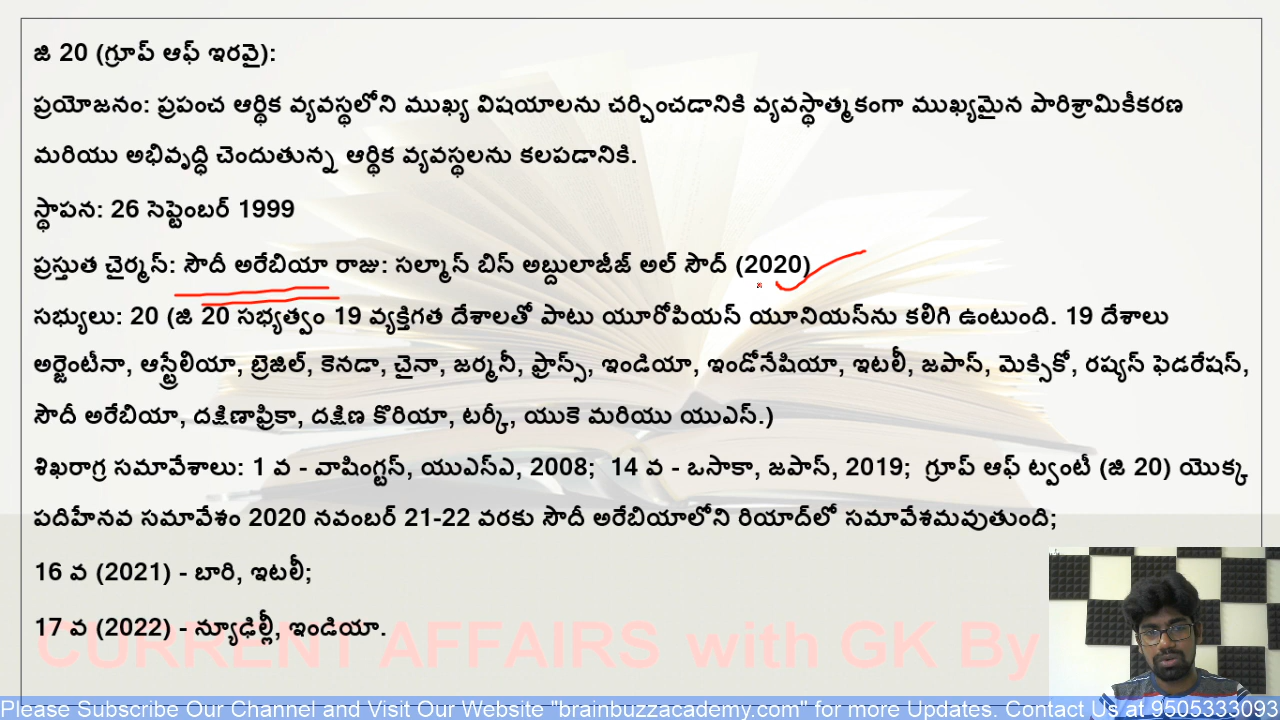 జి 20 (గ్రూప్ ఆఫ్ ఇరవై):
ప్రయోజనం: ప్రపంచ ఆర్థిక వ్యవస్థలోని ముఖ్య విషయాలను చర్చించడానికి వ్యవస్థాత్మకంగా ముఖ్యమైన పారిశ్రామికీకరణ
మరియు అభివృద్ధి చెందుతున్న ఆర్థిక వ్యవస్థలను కలపడానికి.
స్థాపన: 26 సెప్టెంబర్ 1999
ప్రస్తుత చైర్మన్: సౌదీ అరేబియా రాజు: సల్మాన్ బిన్ అబ్దులాజీజ్ అల్ సౌద్ (2020)
సభ్యులు: 20 (జి 20 సభ్యత్వం 19 వ్యక్తిగత దేశాలతో పాటు యూరోపియన్ యూనియన్‌ను కలిగి ఉంటుంది. 19 దేశాలు
అర్జెంటీనా, ఆస్ట్రేలియా, బ్రెజిల్, కెనడా, చైనా, జర్మనీ, ఫ్రాన్స్, ఇండియా, ఇండోనేషియా, ఇటలీ, జపాన్, మెక్సికో, రష్యన్ ఫెడరేషన్,
సౌదీ అరేబియా, దక్షిణాఫ్రికా, దక్షిణ కొరియా, టర్కీ, యుకె మరియు యుఎస్.)
శిఖరాగ్ర సమావేశాలు: 1 వ - వాషింగ్టన్, యుఎస్ఎ, 2008; 14 వ - ఒసాకా, జపాన్, 2019; గ్రూప్ ఆఫ్ ట్వంటీ (జి 20) యొక్క
పదిహేనవ సమావేశం 2020 నవంబర్ 21-22 వరకు సౌదీ అరేబియాలోని రియాద్‌లో సమావేశమవుతుంది;
16 వ (2021) - బారి, ఇటలీ;
17 వ (2022) - న్యూఢిల్లీ, ఇండియా.
CURRENT AFFAIRS with GK By
Please Subscribe Our Channel and Visit Our Website "brainbuzzacademy.com" for more Updates. Contact Us at 9505333093